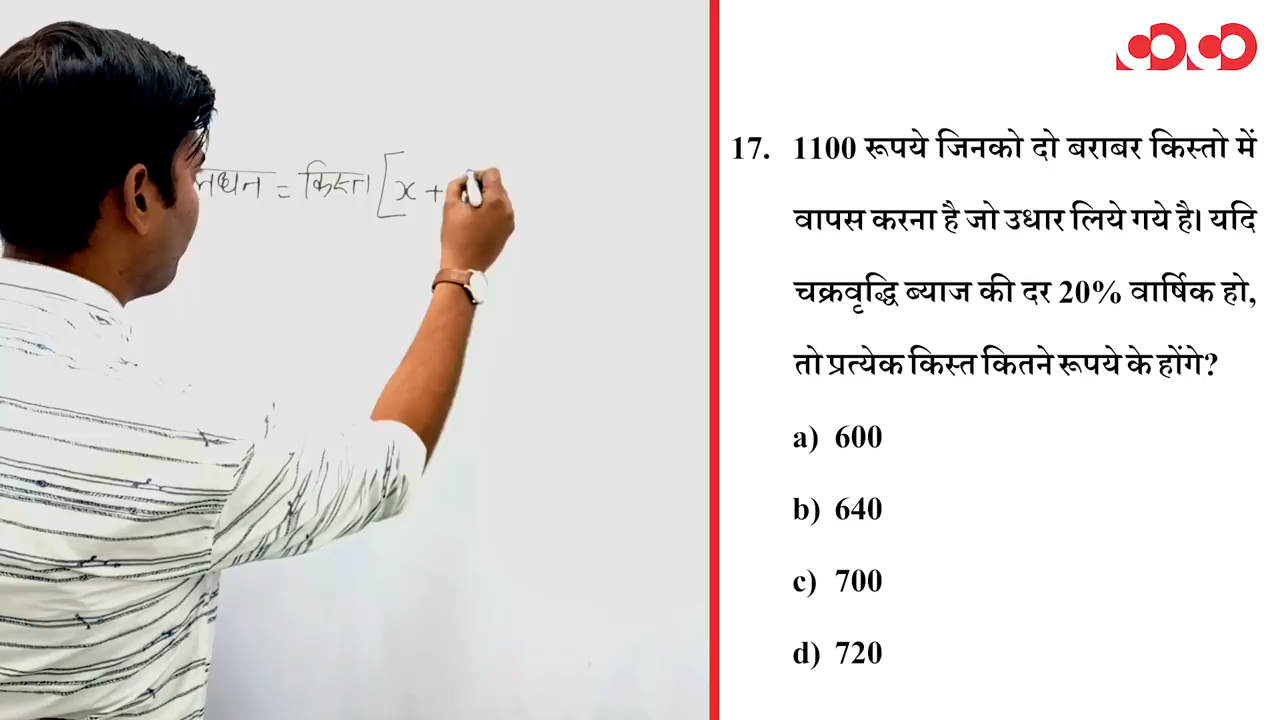 = किस्त [x +
17. 1100 रूपये जिनको दो बराबर किस्तो में
वापस करना है जो उधार लिये गये है। यदि
चक्रवृद्धि ब्याज की दर 20% वार्षिक हो,
तो प्रत्येक किस्त कितने रूपये के होंगे?
a) 600
b) 640
c) 700
d) 720